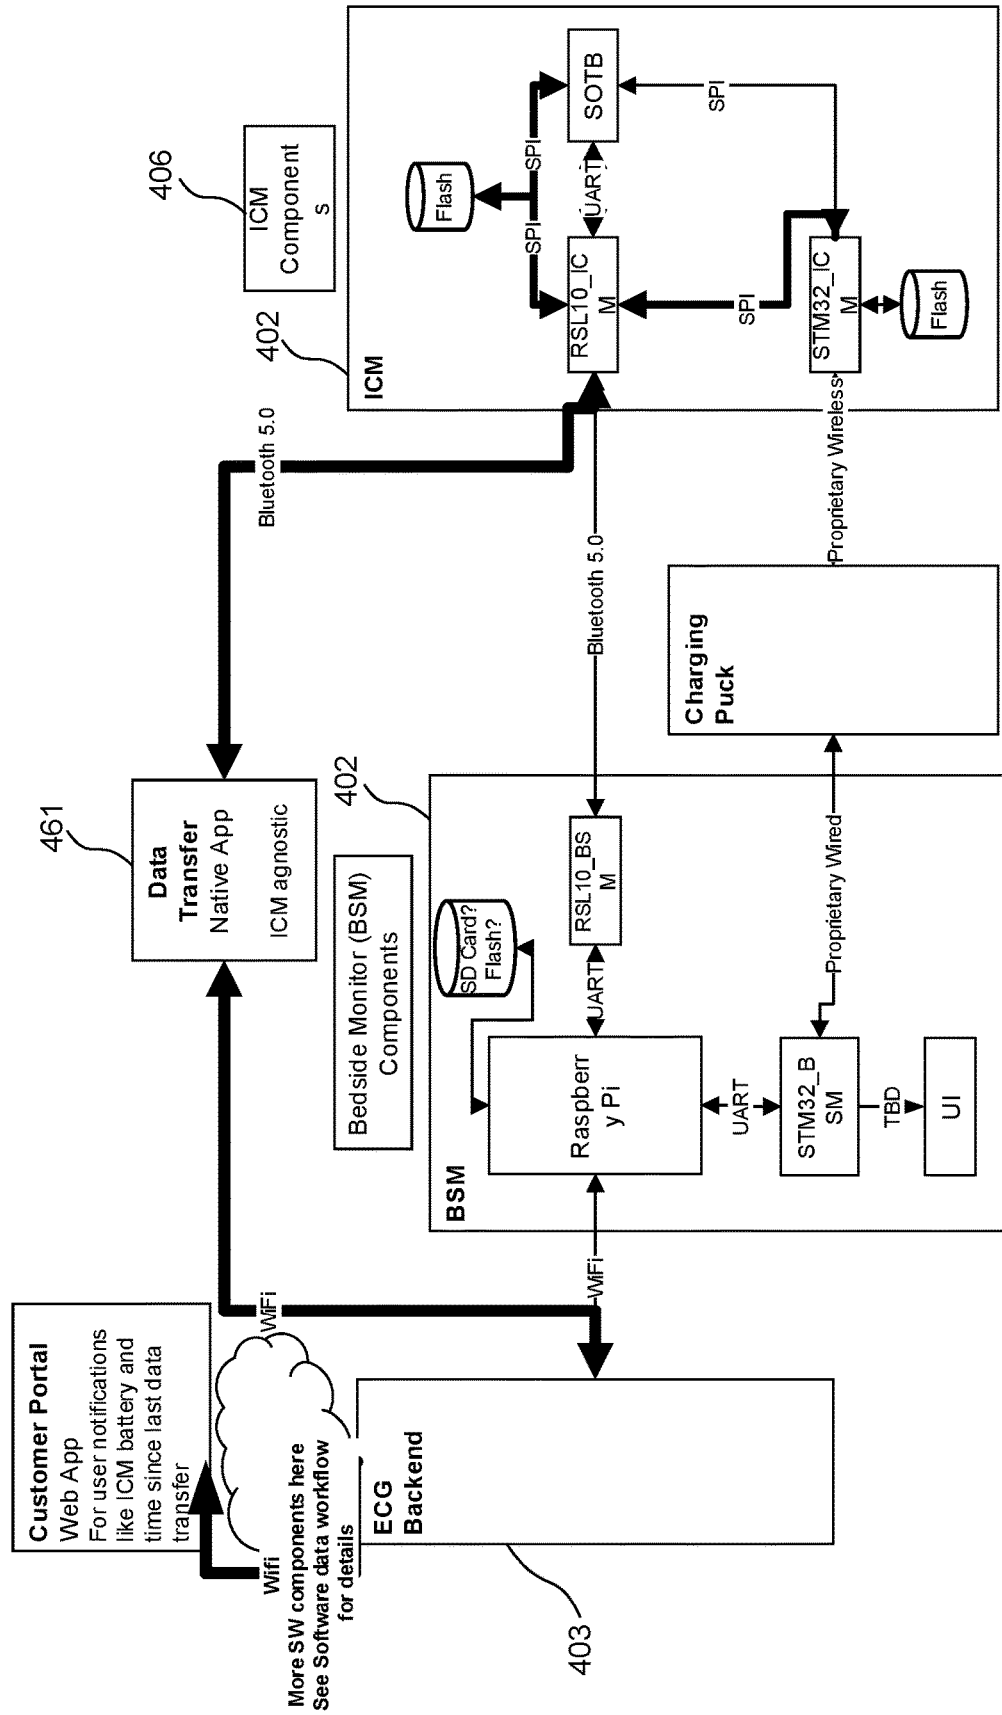 Customer Portal
Web App
For user notifications
like ICM battery and
time since last data
transfer
Wifi
More SW components here
See Software data workflow
for details
ECG
Backend
403
WiFi
WiFi
461
Data
Transfer
Native App
ICM agnostic
Bluetooth 5.0
Bedside Monitor (BSM)
Components
402
BSM
SD Card?
Flash?
Raspberr
y Pi
UART
RSL10_BS
M
UART
STM32_B
SM
TBD
UI
Proprietary Wired
Bluetooth 5.0
Charging
Puck
Proprietary Wireless
406
ICM
Component
s
402
ICM
Flash
SPI
SPI
RSL10_IC
M
UART
SOTB
SPI
SPI
STM32_IC
M
Flash